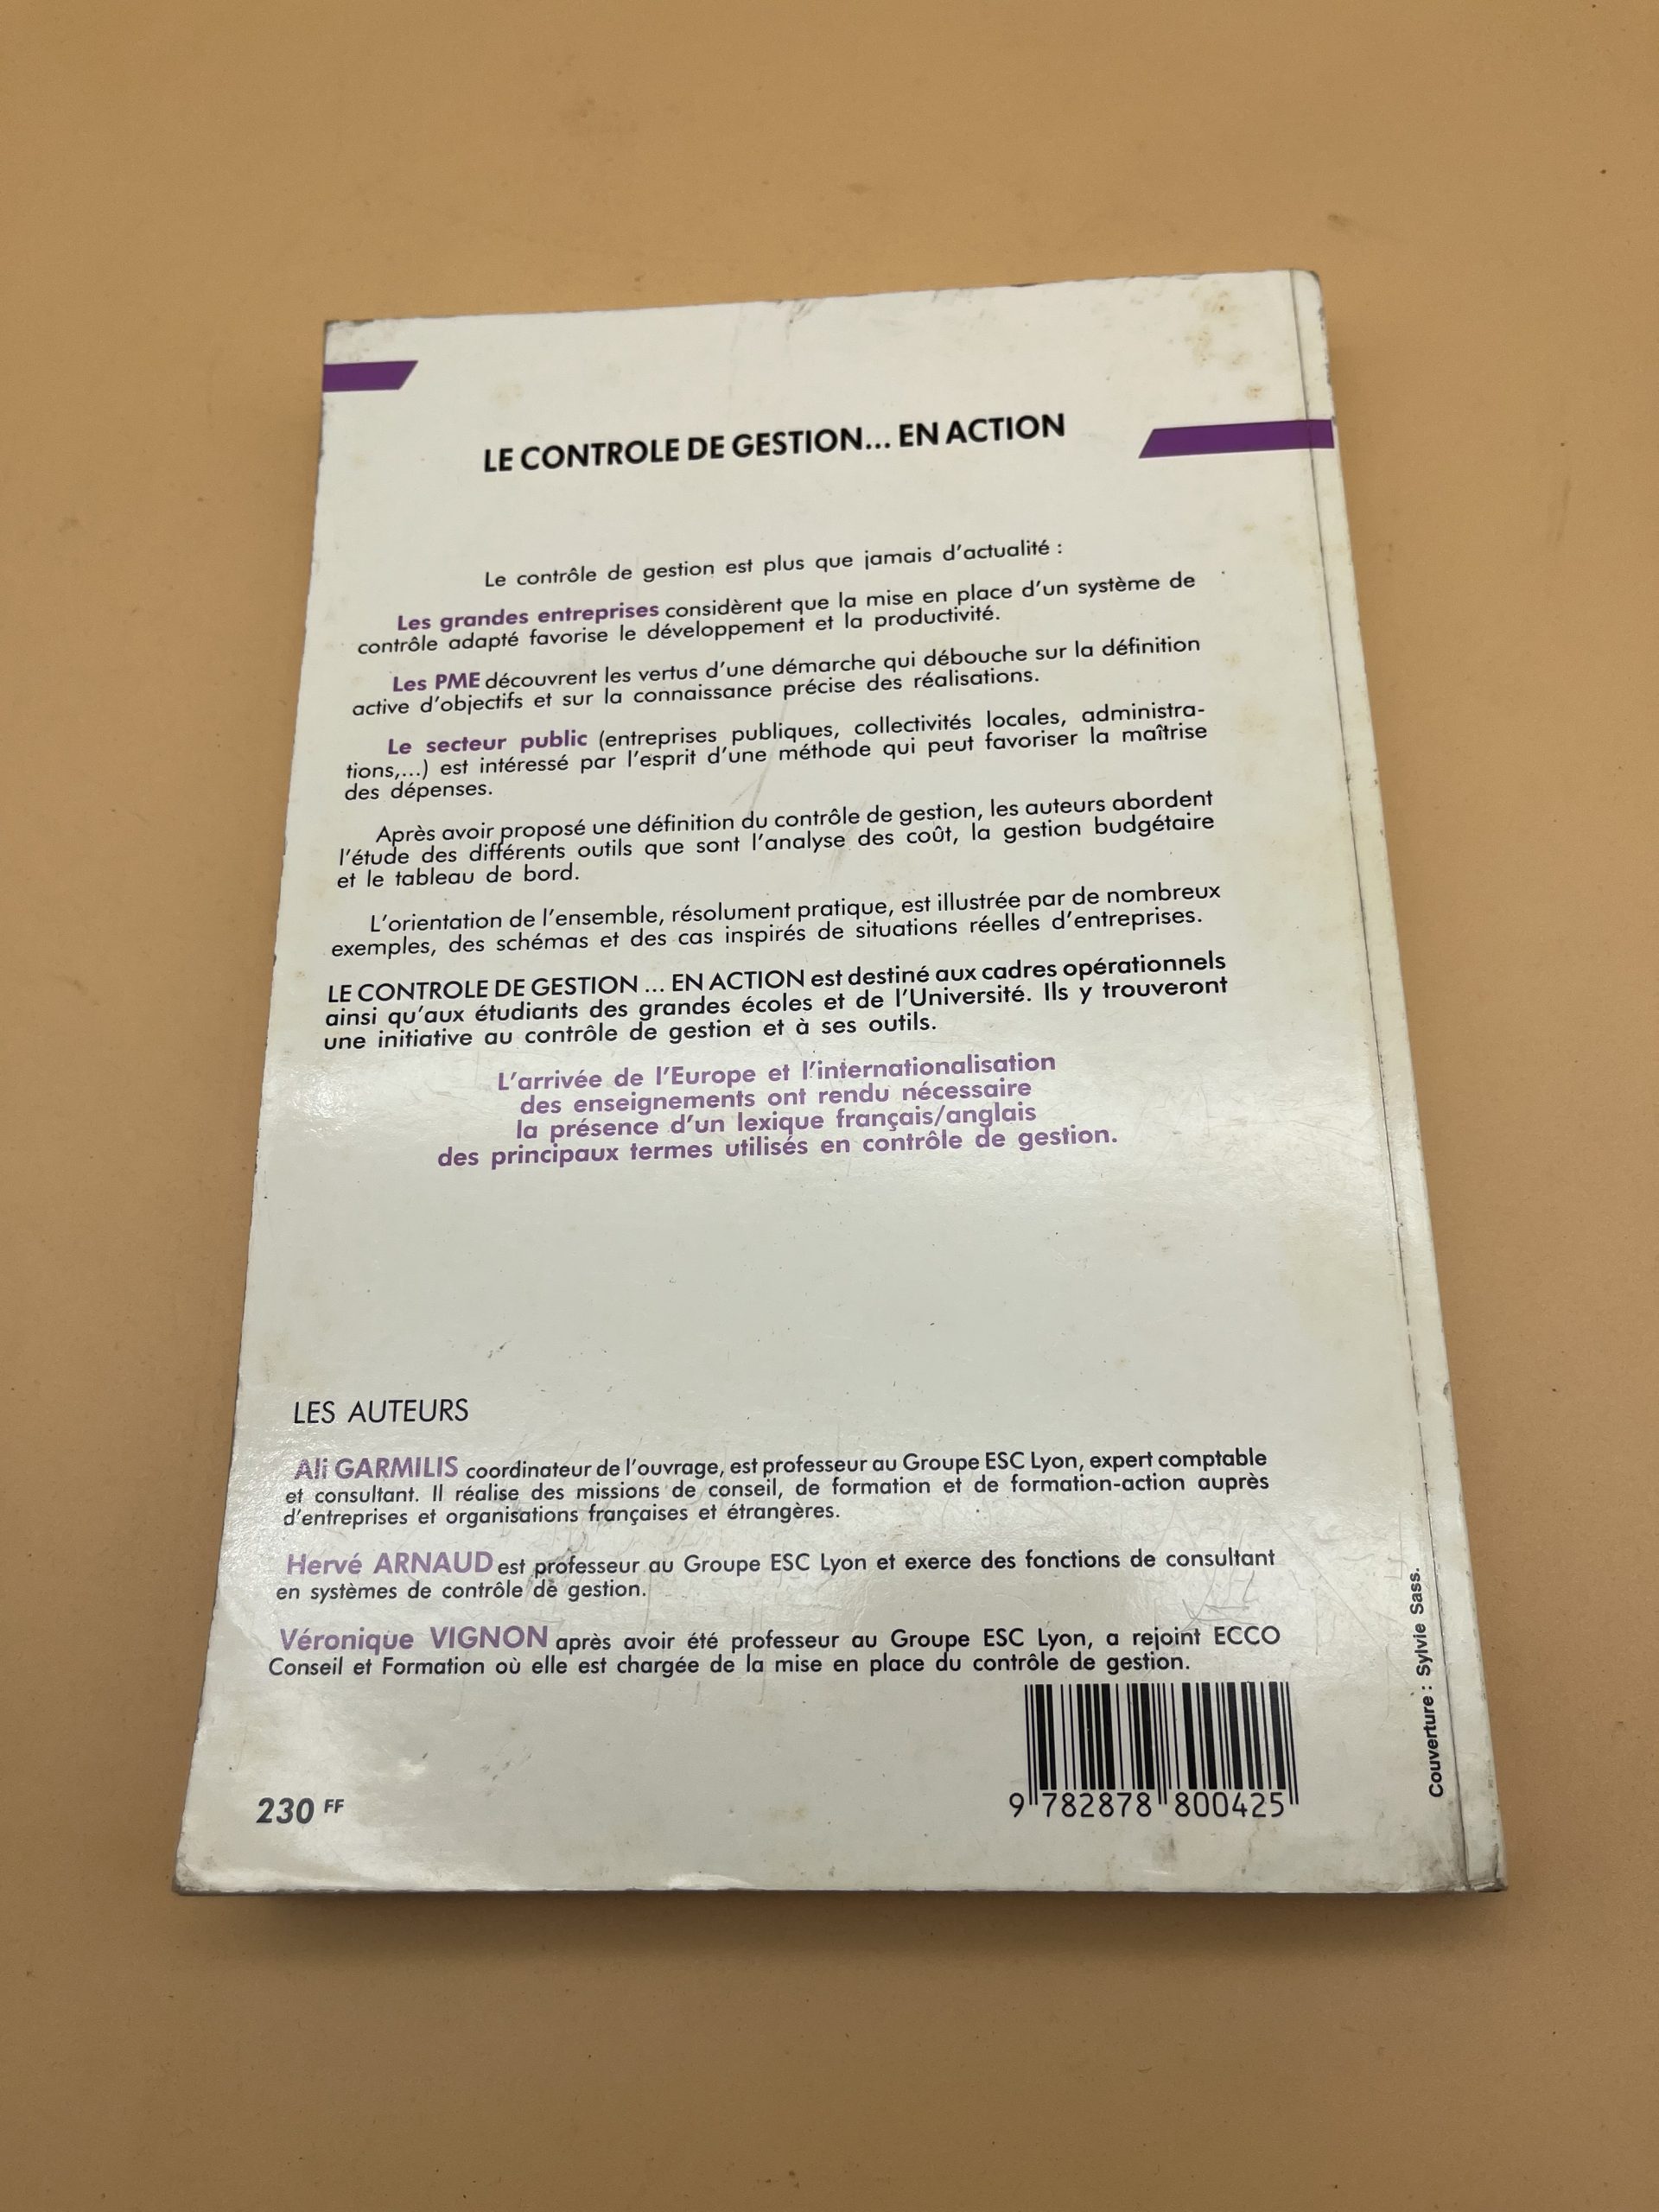 LE CONTROLE DE GESTION... EN ACTION
Le contrôle de gestion est plus que jamais d'actualité :
Les grandes entreprises considèrent que la mise en place d'un système de
contrôle adapté favorise le développement et la productivité.
Les PME découvrent les vertus d'une démarche qui débouche sur la définition
active d'objectifs et sur la connaissance précise des réalisations.
Le secteur public (entreprises publiques, collectivités locales, administra-
tions,...) est intéressé par l'esprit d'une méthode qui peut favoriser la maîtrise
des dépenses.
Après avoir proposé une définition du contrôle de gestion, les auteurs abordent
l'étude des différents outils que sont l'analyse des coût, la gestion budgétaire
et le tableau de bord.
L'orientation de l'ensemble, résolument pratique, est illustrée par de nombreux
exemples, des schémas et des cas inspirés de situations réelles d'entreprises.
LE CONTROLE DE GESTION ... EN ACTION est destiné aux cadres opérationnels
ainsi qu'aux étudiants des grandes écoles et de l'Université. Ils y trouveront
une initiative au contrôle de gestion et à ses outils.
L'arrivée de l'Europe et l'internationalisation
des enseignements ont rendu nécessaire
la présence d'un lexique français/anglais
des principaux termes utilisés en contrôle de gestion.
LES AUTEURS
Ali GARMILIS coordinateur de l'ouvrage, est professeur au Groupe ESC Lyon, expert comptable
et consultant. Il réalise des missions de conseil, de formation et de formation-action auprès
d'entreprises et organisations françaises et étrangères.
Hervé ARNAUD est professeur au Groupe ESC Lyon et exerce des fonctions de consultant
en systèmes de contrôle de gestion.
Véronique VIGNON après avoir été professeur au Groupe ESC Lyon, a rejoint ECCO
Conseil et Formation où elle est chargée de la mise en place du contrôle de gestion.
230 FF
9 782878 800425
Couverture : Sylvie Sass.